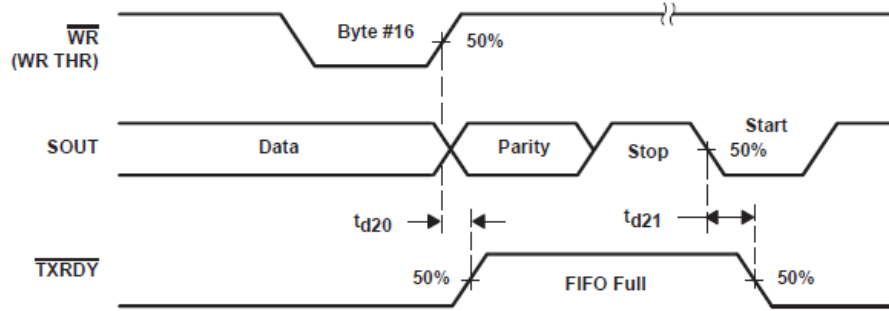 WR
(WR THR)
Byte #16
50%
SOUT
Data
Parity
Stop
Start
50%
td20
td21
TXRDY
50%
FIFO Full
50%